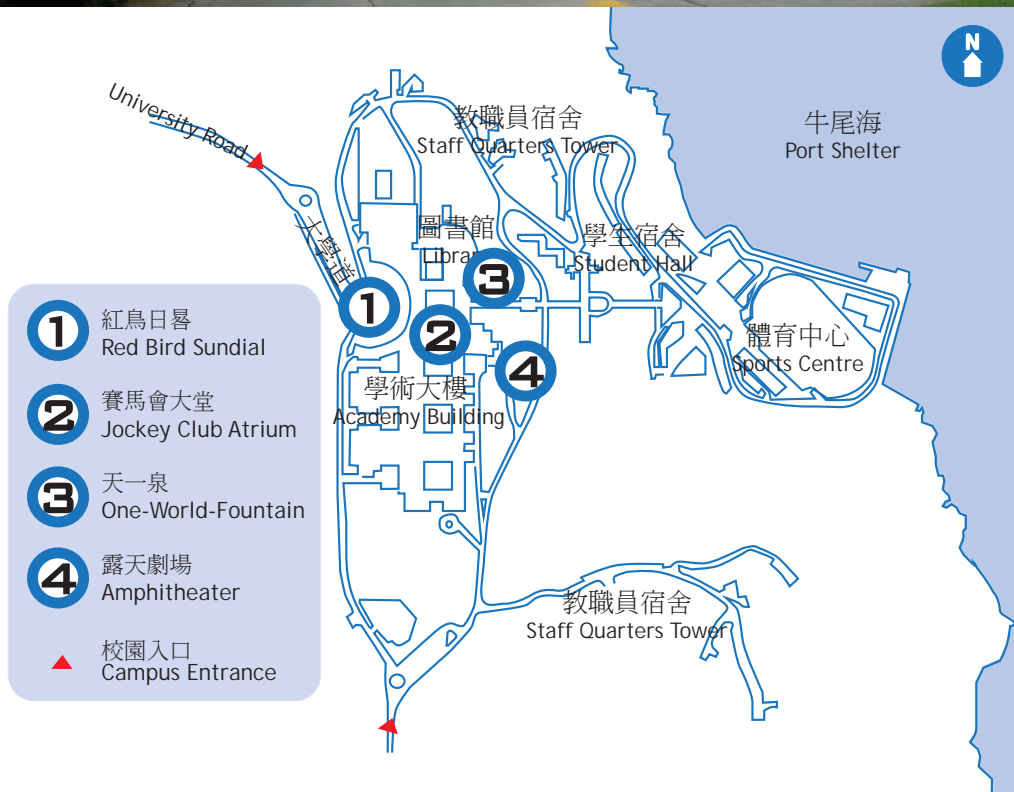 N
University Road
大學道
教職員宿舍
Staff Quarters Tower
牛尾海
Port Shelter
圖書館
Library
學生宿舍
Student Hall
3
1
2
4
體育中心
Sports Centre
學術大樓
Academy Building
教職員宿舍
Staff Quarters Tower
1
紅鳥日晷
Red Bird Sundial
2
賽馬會大堂
Jockey Club Atrium
3
天一泉
One-World-Fountain
4
露天劇場
Amphitheater
校園入口
Campus Entrance